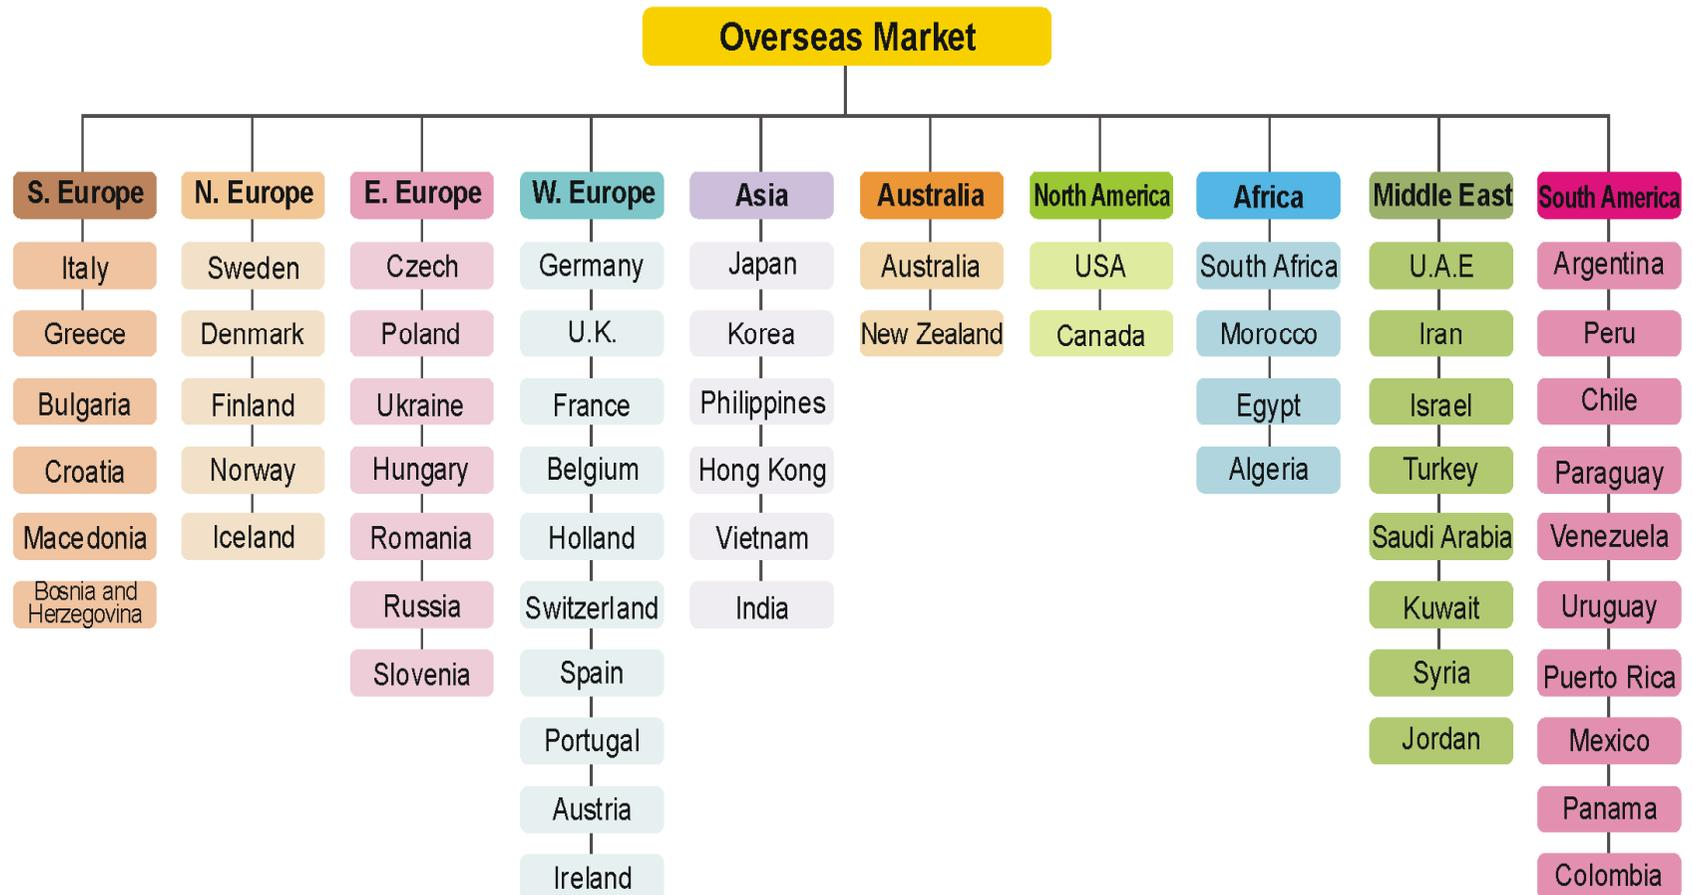 Overseas Market
S. Europe
Italy
Greece
Bulgaria
Croatia
Macedonia
Bosnia and
Herzegovina
N. Europe
Sweden
Denmark
Finland
Norway
Iceland
E. Europe
Czech
Poland
Ukraine
Hungary
Romania
Russia
Slovenia
W. Europe
Germany
U.K.
France
Belgium
Holland
Switzerland
Spain
Portugal
Austria
Ireland
Asia
Japan
Korea
Philippines
Hong Kong
Vietnam
India
Australia
Australia
New Zealand
North America
USA
Canada
Africa
South Africa
Morocco
Egypt
Algeria
Middle East
U.A.E
Iran
Israel
Turkey
Saudi Arabia
Kuwait
Syria
Jordan
South America
Argentina
Peru
Chile
Paraguay
Venezuela
Uruguay
Puerto Rica
Mexico
Panama
Colombia